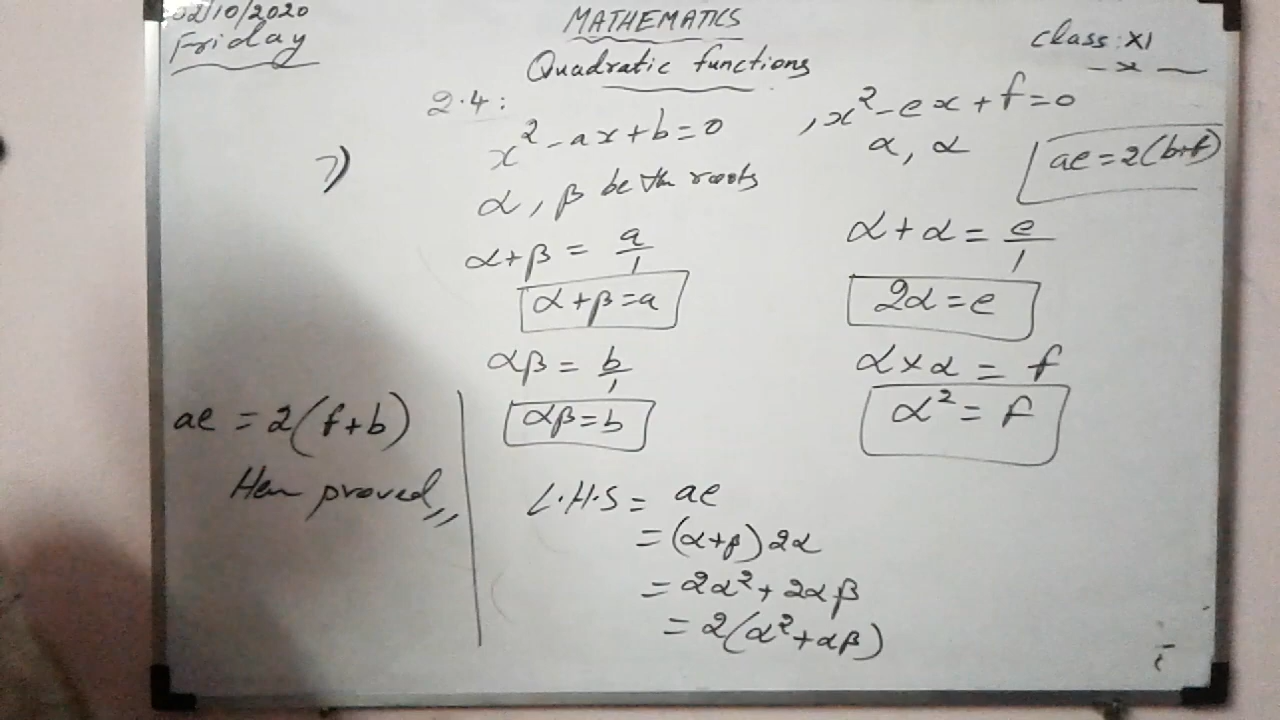 02/10/2020
Friday
MATHEMATICS
Quadratic functions
Class: XI
- x -
2.4:
7)
x² - ax + b = 0
, x² - ex + f = 0
α, β be the roots
α, α
ae = 2(b+f)
α + β = a/1
α + β = a
αβ = b/1
αβ = b
α + α = e/1
2α = e
α × α = f
α² = f
L.H.S = ae
= (α+β) 2α
= 2α² + 2αβ
= 2(α² + αβ)
ae = 2(f+b)
proved,,